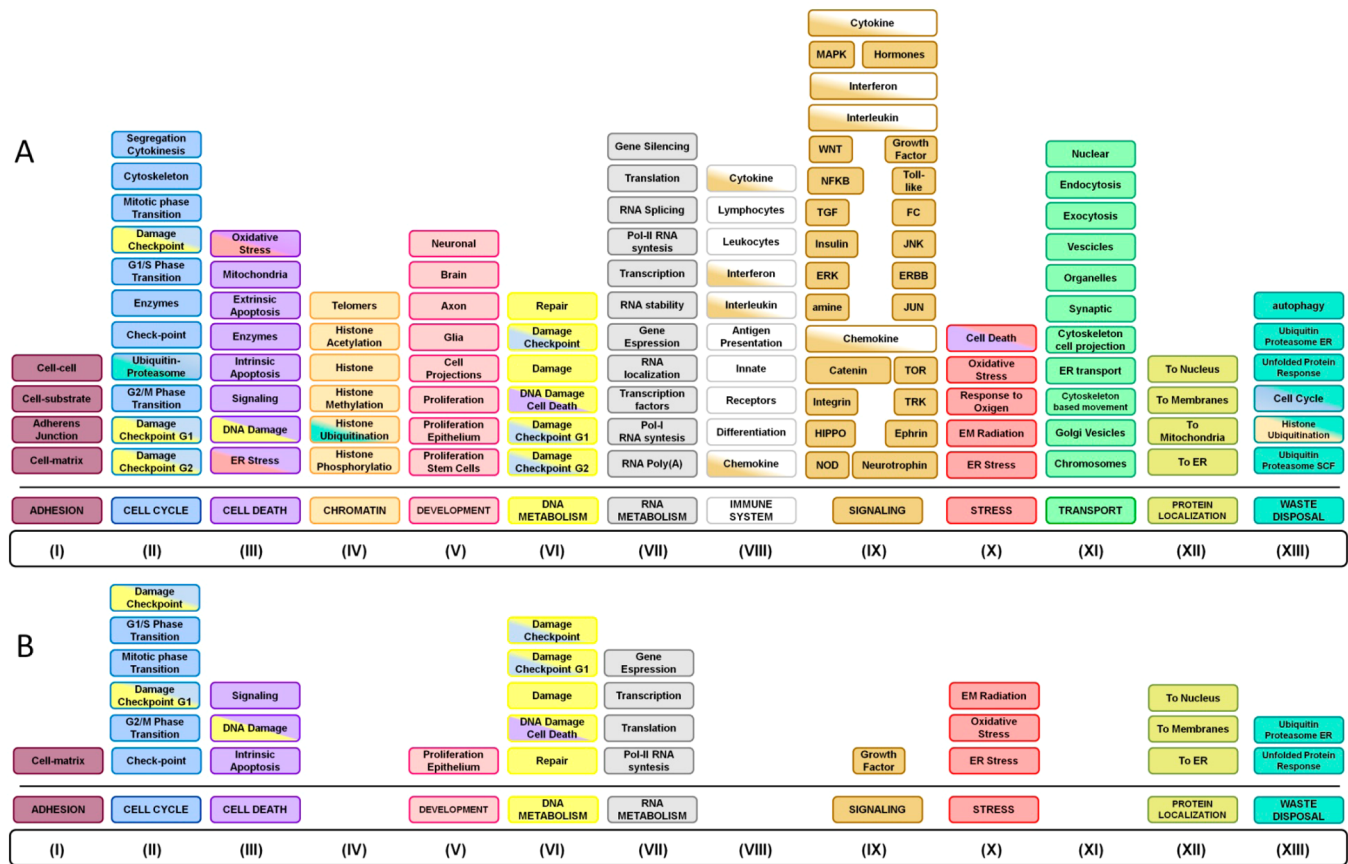 A
Cell-cell
Cell-substrate
Adherens
Junction
Cell-matrix
ADHESION
(I)
Segregation
Cytokinesis
Cytoskeleton
Mitotic phase
Transition
Damage
Checkpoint
G1/S Phase
Transition
Enzymes
Check-point
Ubiquitin-
Proteasome
G2/M Phase
Transition
Damage
Checkpoint G1
Damage
Checkpoint G2
CELL CYCLE
(II)
Oxidative
Stress
Mitochondria
Extrinsic
Apoptosis
Enzymes
Intrinsic
Apoptosis
Signaling
DNA Damage
ER Stress
CELL DEATH
(III)
Telomers
Histone
Acetylation
Histone
Histone
Methylation
Histone
Ubiquitination
Histone
Phosphorylatio
CHROMATIN
(IV)
Neuronal
Brain
Axon
Glia
Cell
Projections
Proliferation
Proliferation
Epithelium
Proliferation
Stem Cells
DEVELOPMENT
(V)
Repair
Damage
Checkpoint
Damage
DNA Damage
Cell Death
Damage
Checkpoint G1
Damage
Checkpoint G2
DNA
METABOLISM
(VI)
Gene Silencing
Translation
RNA Splicing
Pol-II RNA
syntesis
Transcription
RNA stability
Gene
Espression
RNA
localization
Transcription
factors
Pol-I
RNA syntesis
RNA Poly(A)
RNA
METABOLISM
(VII)
Cytokine
Lymphocytes
Leukocytes
Interferon
Interleukin
Antigen
Presentation
Innate
Receptors
Differentiation
Chemokine
IMMUNE
SYSTEM
(VIII)
Cytokine
MAPK
Hormones
Interferon
Interleukin
WNT
Growth
Factor
NFKB
Toll-
like
TGF
FC
Insulin
JNK
ERK
ERBB
amine
JUN
Chemokine
Catenin
TOR
Integrin
TRK
HIPPO
Ephrin
NOD
Neurotrophin
SIGNALING
(IX)
Cell Death
Oxidative
Stress
Response to
Oxigen
EM Radiation
ER Stress
STRESS
(X)
Nuclear
Endocytosis
Exocytosis
Vescicles
Organelles
Synaptic
Cytoskeleton
cell projection
ER transport
Cytoskeleton
based movement
Golgi Vesicles
Chromosomes
TRANSPORT
(XI)
To Nucleus
To Membranes
To
Mitochondria
To ER
PROTEIN
LOCALIZATION
(XII)
autophagy
Ubiquitin
Proteasome ER
Unfolded Protein
Response
Cell Cycle
Histone
Ubiquitination
Ubiquitin
Proteasome SCF
WASTE
DISPOSAL
(XIII)
B
Cell-matrix
ADHESION
(I)
Damage
Checkpoint
G1/S Phase
Transition
Mitotic phase
Transition
Damage
Checkpoint G1
G2/M Phase
Transition
Check-point
CELL CYCLE
(II)
Signaling
DNA Damage
Intrinsic
Apoptosis
CELL DEATH
(III)
(IV)
Proliferation
Epithelium
DEVELOPMENT
(V)
Damage
Checkpoint
Damage
Checkpoint G1
Damage
DNA Damage
Cell Death
Repair
DNA
METABOLISM
(VI)
Gene
Espression
Transcription
Translation
Pol-II RNA
syntesis
RNA
METABOLISM
(VII)
(VIII)
Growth
Factor
SIGNALING
(IX)
EM Radiation
Oxidative
Stress
ER Stress
STRESS
(X)
(XI)
To Nucleus
To Membranes
To ER
PROTEIN
LOCALIZATION
(XII)
Ubiquitin
Proteasome ER
Unfolded Protein
Response
WASTE
DISPOSAL
(XIII)